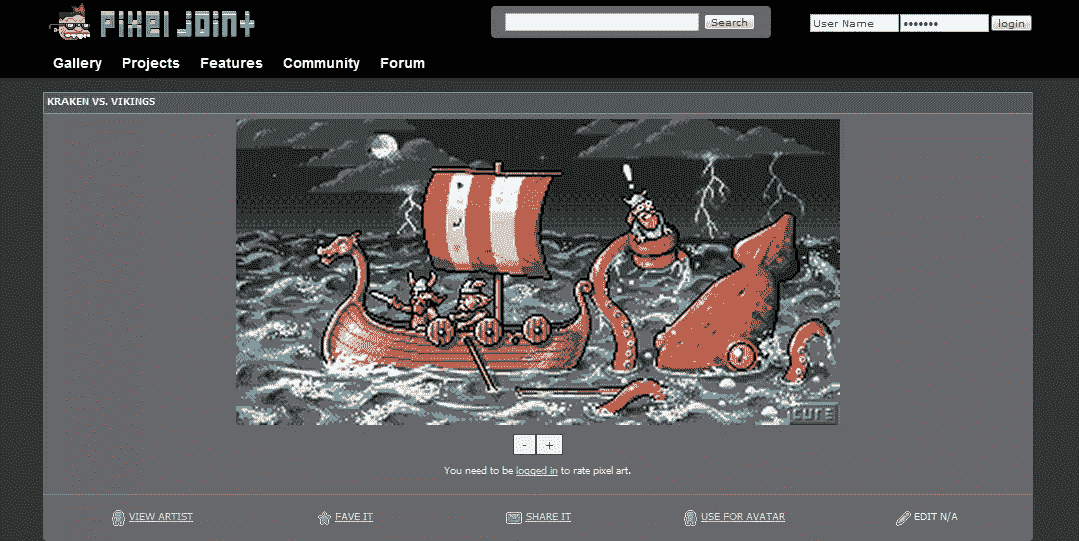 PIXEL JOINT
Search
User Name
•••••••
login
Gallery Projects Features Community Forum
KRAKEN VS. VIKINGS
!
CURE
- +
You need to be logged in to rate pixel art.
VIEW ARTIST FAVE IT SHARE IT USE FOR AVATAR EDIT N/A